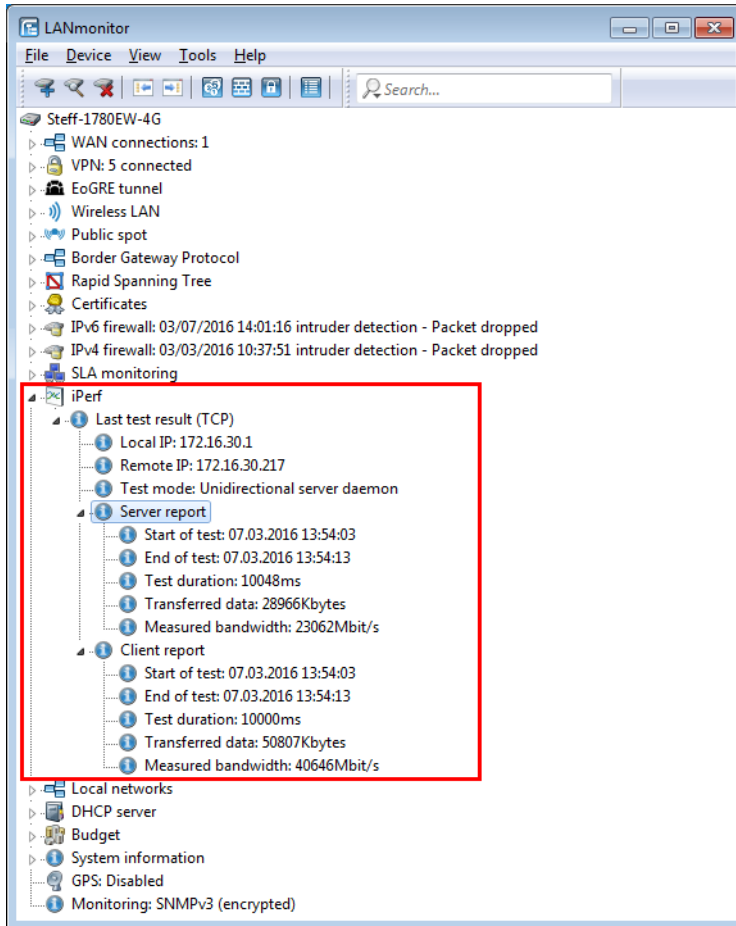 LANmonitor
File Device View Tools Help
Search...
Steff-1780EW-4G
WAN connections: 1
VPN: 5 connected
EoGRE tunnel
Wireless LAN
Public spot
Border Gateway Protocol
Rapid Spanning Tree
Certificates
IPv6 firewall: 03/07/2016 14:01:16 intruder detection - Packet dropped
IPv4 firewall: 03/03/2016 10:37:51 intruder detection - Packet dropped
SLA monitoring
iPerf
Last test result (TCP)
Local IP: 172.16.30.1
Remote IP: 172.16.30.217
Test mode: Unidirectional server daemon
Server report
Start of test: 07.03.2016 13:54:03
End of test: 07.03.2016 13:54:13
Test duration: 10048ms
Transferred data: 28966Kbytes
Measured bandwidth: 23062Mbit/s
Client report
Start of test: 07.03.2016 13:54:03
End of test: 07.03.2016 13:54:13
Test duration: 10000ms
Transferred data: 50807Kbytes
Measured bandwidth: 40646Mbit/s
Local networks
DHCP server
Budget
System information
GPS: Disabled
Monitoring: SNMPv3 (encrypted)